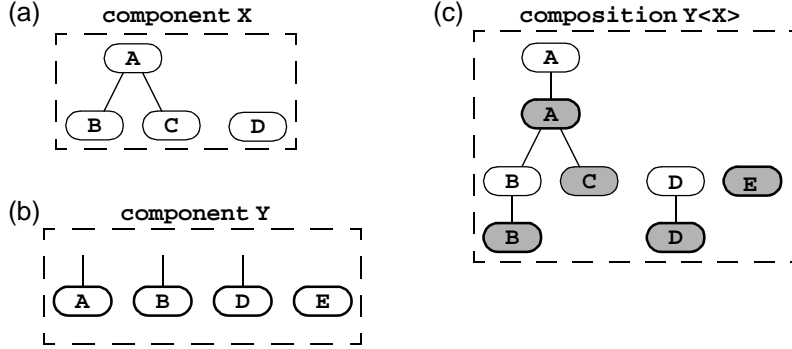 (a)
component X
A
B C D
(b)
component Y
A B D E
(c)
composition Y<X>
A
A
B C D E
B D